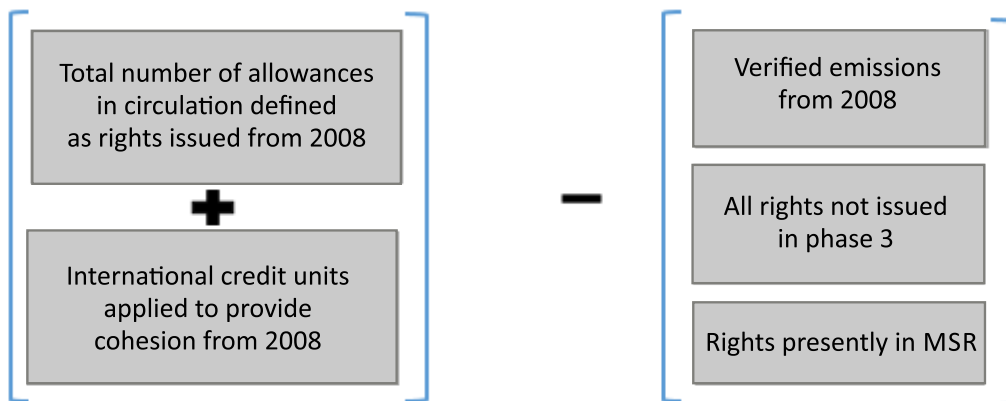 Total number of allowances
in circulation defined
as rights issued from 2008
+
International credit units
applied to provide
cohesion from 2008
−
Verified emissions
from 2008
All rights not issued
in phase 3
Rights presently in MSR